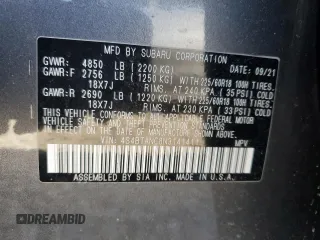 MFD BY SUBARU CORPORATION 09/21
GVWR: 4850 LB (2200 KG)
GAWR:F 2756 LB (1250 KG) WITH 225/60R18 100H TIRES,
18X7J RIMS, AT 240 KPA (35 PSI) COLD
GAWR:R 2690 LB (1220 KG) WITH 225/60R18 100H TIRES,
18X7J RIMS, AT 230 KPA (33 PSI) COLD
THIS VEHICLE CONFORMS TO ALL APPLICABLE
FEDERAL MOTOR VEHICLE SAFETY AND
THEFT PREVENTION STANDARDS IN EFFECT ON THE DATE OF
MANUFACTURE SHOWN ABOVE.
VIN: MPV
ASSEMBLED BY SIA INC. MADE IN U.S.A.
DREAMBID
DREAMBID.COM